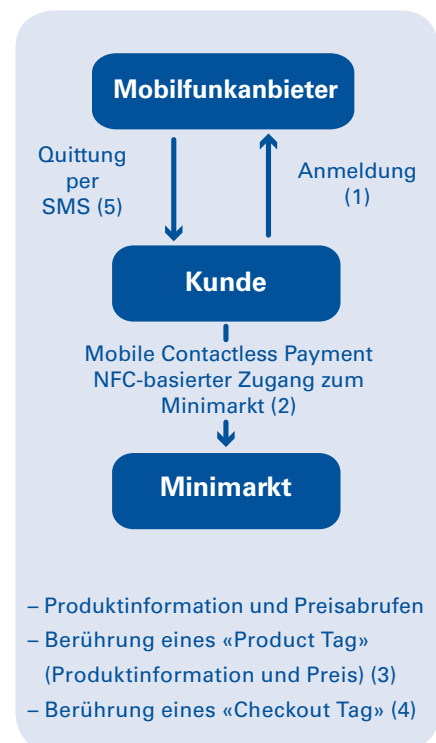 Mobilfunkanbieter
Quittung
per
SMS (5)
Anmeldung
(1)
Kunde
Mobile Contactless Payment
NFC-basierter Zugang zum
Minimarkt (2)
Minimarkt
– Produktinformation und Preisabrufen
– Berührung eines «Product Tag»
(Produktinformation und Preis) (3)
– Berührung eines «Checkout Tag» (4)